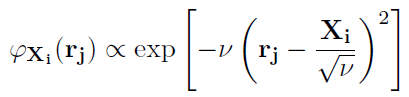 φ_{𝐗_𝐢}(𝐫_𝐣) ∝ exp [ −ν ( 𝐫_𝐣 − 𝐗_𝐢 / √ν )^2 ]